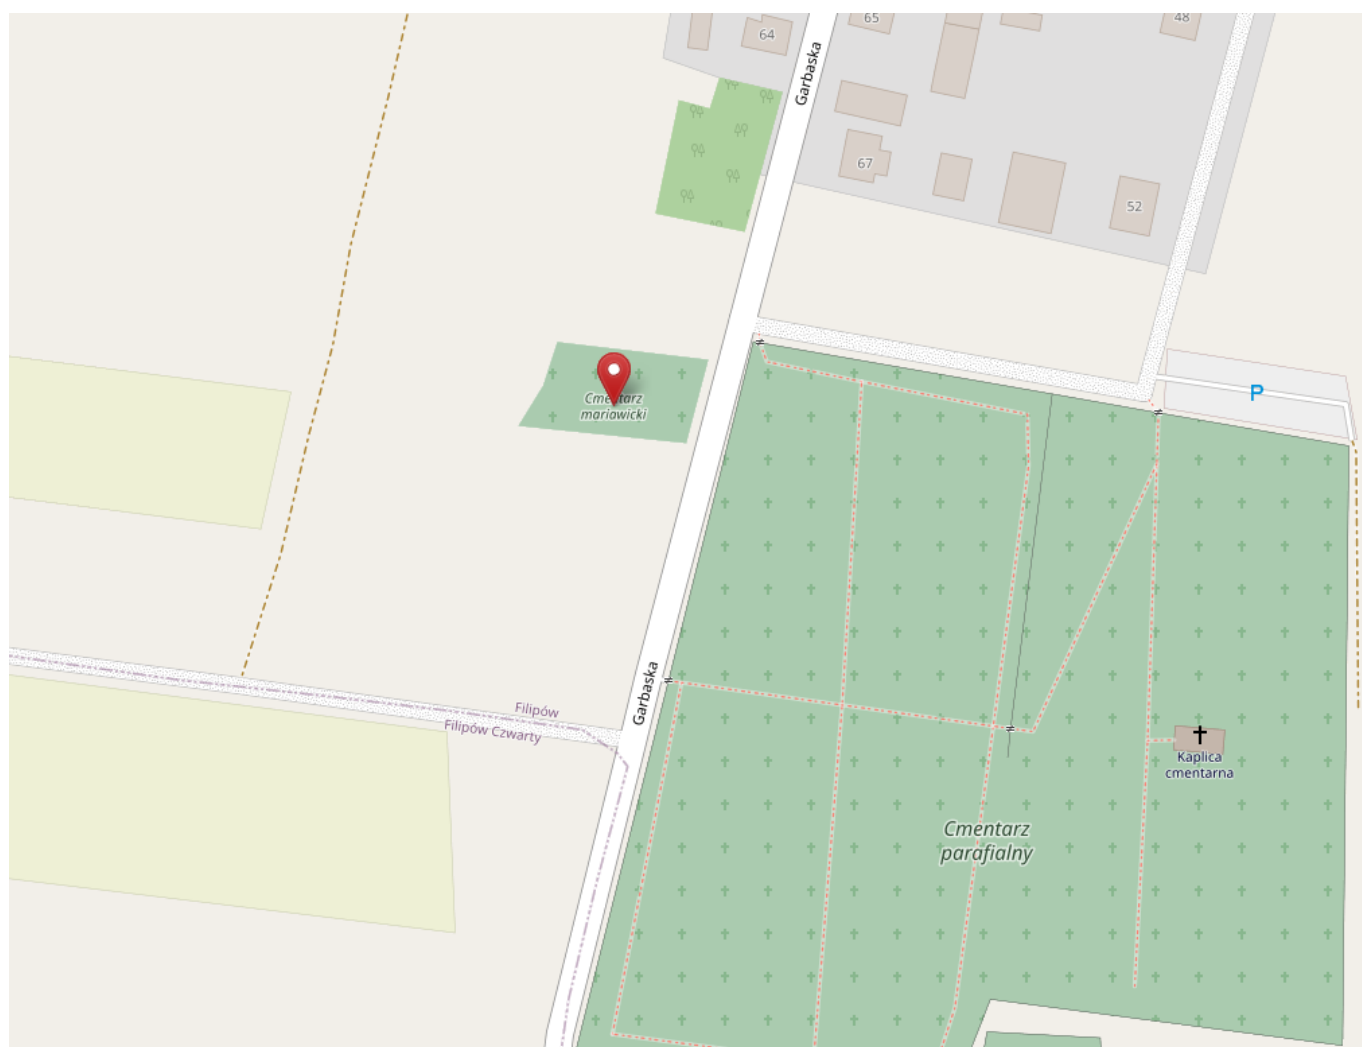 64
65
48
Garbaska
67
52
P
Cmentarz
mariawicki
Garbaska
Filipów
Filipów Czwarty
Kaplica
cmentarna
Cmentarz
parafialny